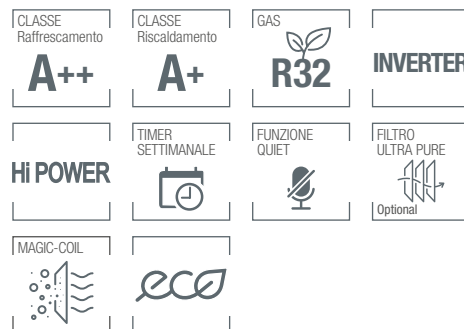 CLASSE
Raffrescamento
A++
CLASSE
Riscaldamento
A+
GAS
R32
INVERTER
Hi POWER
TIMER
SETTIMANALE
FUNZIONE
QUIET
FILTRO
ULTRA PURE
Optional
MAGIC-COIL
eco